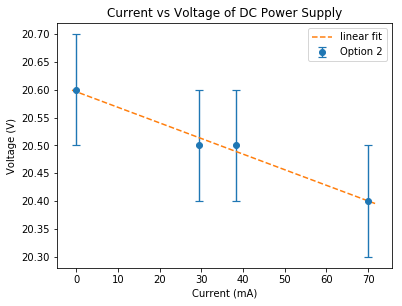 Current vs Voltage of DC Power Supply
linear fit
Option 2
Voltage (V)
20.70
20.65
20.60
20.55
20.50
20.45
20.40
20.35
20.30
0 10 20 30 40 50 60 70
Current (mA)